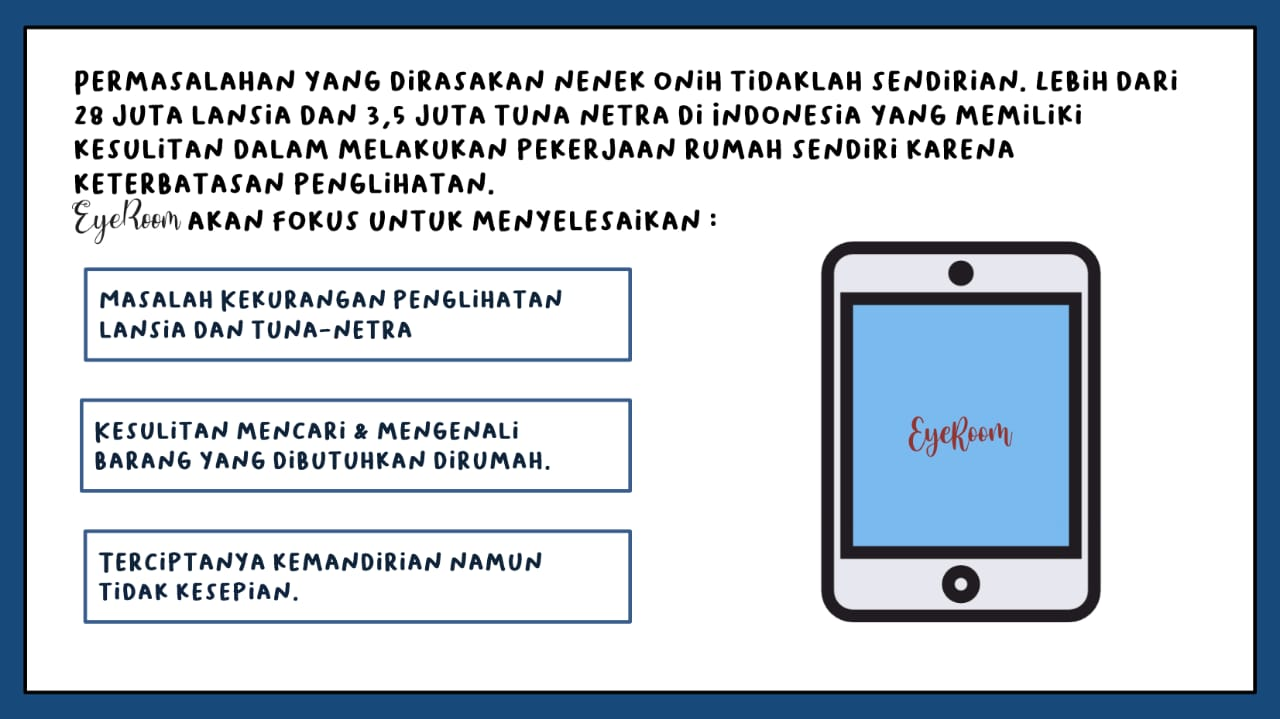 PERMASALAHAN YANG DiRASAKAN NENEK ONiH TiDAKLAH SENDiRiAN. LEBiH DARi
28 JUTA LANSiA DAN 3,5 JUTA TUNA NETRA Di iNDONESiA YANG MEMiLiKi
KESULiTAN DALAM MELAKUKAN PEKERJAAN RUMAH SENDiRi KARENA
KETERBATASAN PENGLiHATAN.
EyeRoom AKAN FOKUS UNTUK MENYELESAiKAN :
MASALAH KEKURANGAN PENGLiHATAN
LANSiA DAN TUNA-NETRA
KESULiTAN MENCARi & MENGENALi
BARANG YANG DiBUTUHKAN DiRUMAH.
TERCiPTANYA KEMANDiRiAN NAMUN
TiDAK KESEPiAN.
EyeRoom